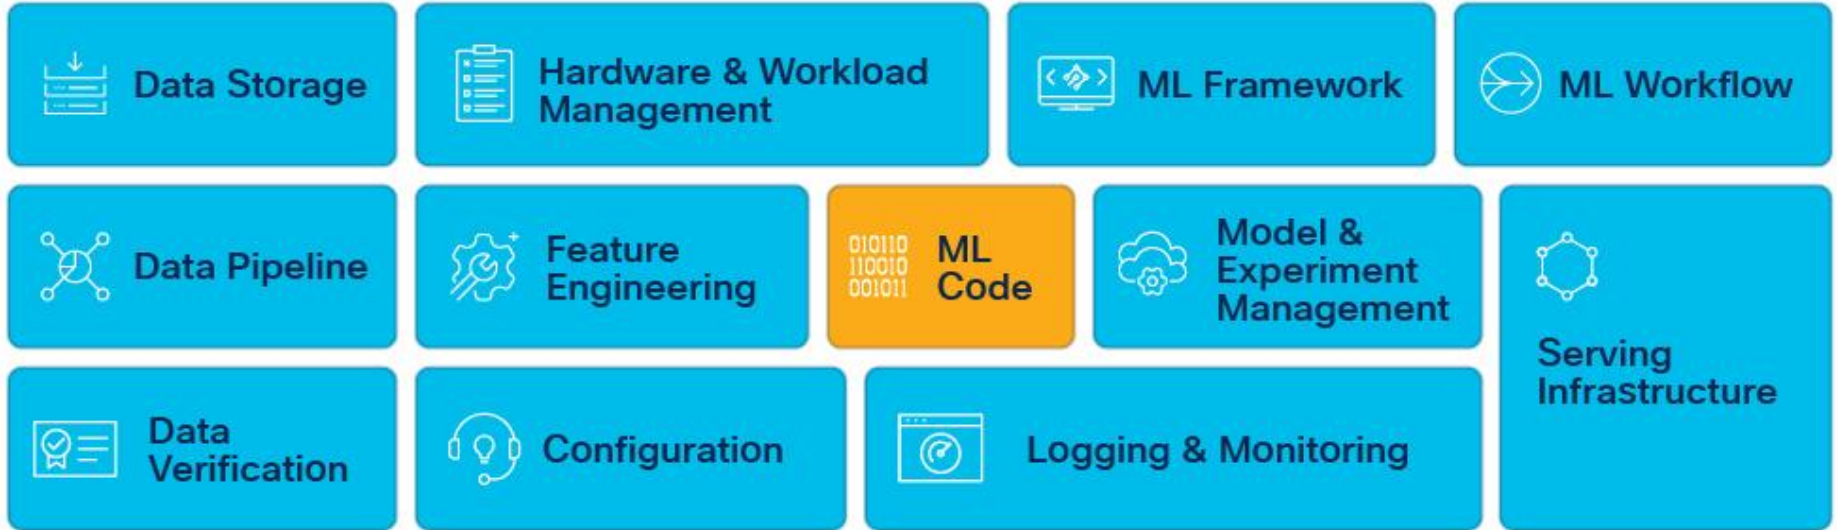 Data Storage
Hardware & Workload
Management
ML Framework
ML Workflow
Data Pipeline
Feature
Engineering
010110
110010
001011
ML
Code
Model &
Experiment
Management
Serving
Infrastructure
Data
Verification
Configuration
Logging & Monitoring